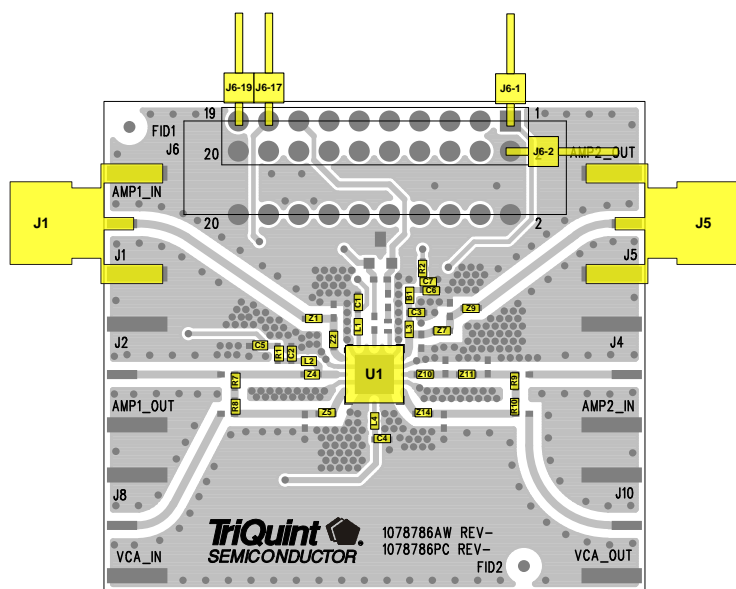 J6-19
J6-17
J6-1
19
1
FID1
J6
20
2
J6-2
AMP2_OUT
AMP1_IN
20
2
J1
J5
J1
J5
R2
C7
C6
B1
C1
C3
Z9
Z1
L1
L3
Z7
Z2
J2
C5
R1
C2
L2
J4
Z4
U1
Z10
Z11
R7
R9
AMP1_OUT
R8
Z5
L4
Z14
R10
AMP2_IN
C4
J8
J10
TriQuint
SEMICONDUCTOR
1078786AW REV-
1078786PC REV-
VCA_IN
FID2
VCA_OUT